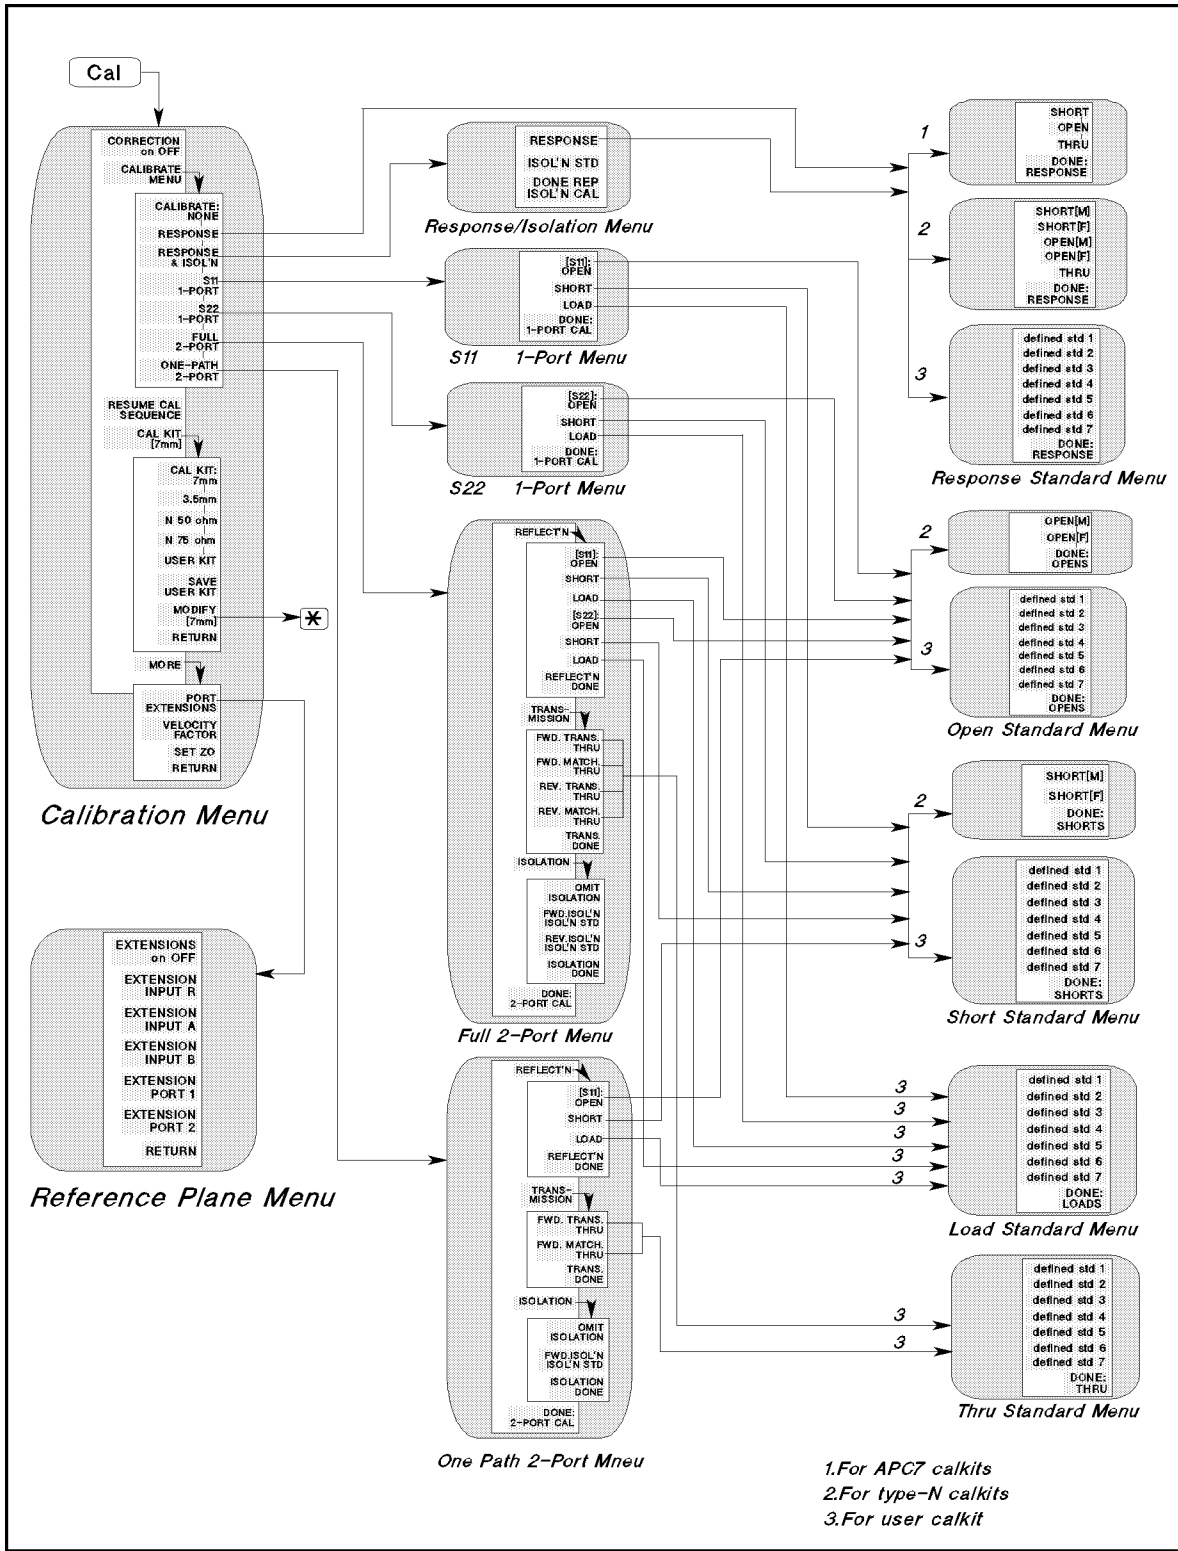 Cal
CORRECTION
on OFF
CALIBRATE
MENU
CALIBRATE:
NONE
RESPONSE
RESPONSE
& ISOL'N
S11
1-PORT
S22
1-PORT
FULL
2-PORT
ONE-PATH
2-PORT
RESUME CAL
SEQUENCE
CAL KIT
[7mm]
CAL KIT:
7mm
3.5mm
N 50 ohm
N 75 ohm
USER KIT
SAVE
USER KIT
MODIFY
[7mm]
RETURN
MORE
PORT
EXTENSIONS
VELOCITY
FACTOR
SET ZO
RETURN
Calibration Menu
EXTENSIONS
on OFF
EXTENSION
INPUT R
EXTENSION
INPUT A
EXTENSION
INPUT B
EXTENSION
PORT 1
EXTENSION
PORT 2
RETURN
Reference Plane Menu
RESPONSE
ISOL'N STD
DONE REP
ISOL'N CAL
Response/Isolation Menu
[S11]:
OPEN
SHORT
LOAD
DONE:
1-PORT CAL
S11 1-Port Menu
[S22]:
OPEN
SHORT
LOAD
DONE:
1-PORT CAL
S22 1-Port Menu
REFLECT'N
[S11]:
OPEN
SHORT
LOAD
[S22]:
OPEN
SHORT
LOAD
REFLECT'N
DONE
TRANS-
MISSION
FWD. TRANS.
THRU
FWD. MATCH.
THRU
REV. TRANS.
THRU
REV. MATCH.
THRU
TRANS.
DONE
ISOLATION
OMIT
ISOLATION
FWD.ISOL'N
ISOL'N STD
REV.ISOL'N
ISOL'N STD
ISOLATION
DONE
DONE:
2-PORT CAL
Full 2-Port Menu
REFLECT'N
[S11]:
OPEN
SHORT
LOAD
REFLECT'N
DONE
TRANS-
MISSION
FWD. TRANS.
THRU
FWD. MATCH.
THRU
TRANS.
DONE
ISOLATION
OMIT
ISOLATION
FWD.ISOL'N
ISOL'N STD
ISOLATION
DONE
DONE:
2-PORT CAL
One Path 2-Port Mneu
1
SHORT
OPEN
THRU
DONE:
RESPONSE
2
SHORT[M]
SHORT[F]
OPEN[M]
OPEN[F]
THRU
DONE:
RESPONSE
3
defined std 1
defined std 2
defined std 3
defined std 4
defined std 5
defined std 6
defined std 7
DONE:
RESPONSE
Response Standard Menu
2
OPEN[M]
OPEN[F]
DONE:
OPENS
3
defined std 1
defined std 2
defined std 3
defined std 4
defined std 5
defined std 6
defined std 7
DONE:
OPENS
Open Standard Menu
2
SHORT[M]
SHORT[F]
DONE:
SHORTS
3
defined std 1
defined std 2
defined std 3
defined std 4
defined std 5
defined std 6
defined std 7
DONE:
SHORTS
Short Standard Menu
3
3
3
3
3
defined std 1
defined std 2
defined std 3
defined std 4
defined std 5
defined std 6
defined std 7
DONE:
LOADS
Load Standard Menu
3
3
defined std 1
defined std 2
defined std 3
defined std 4
defined std 5
defined std 6
defined std 7
DONE:
THRU
Thru Standard Menu
1.For APC7 calkits
2.For type-N calkits
3.For user calkit